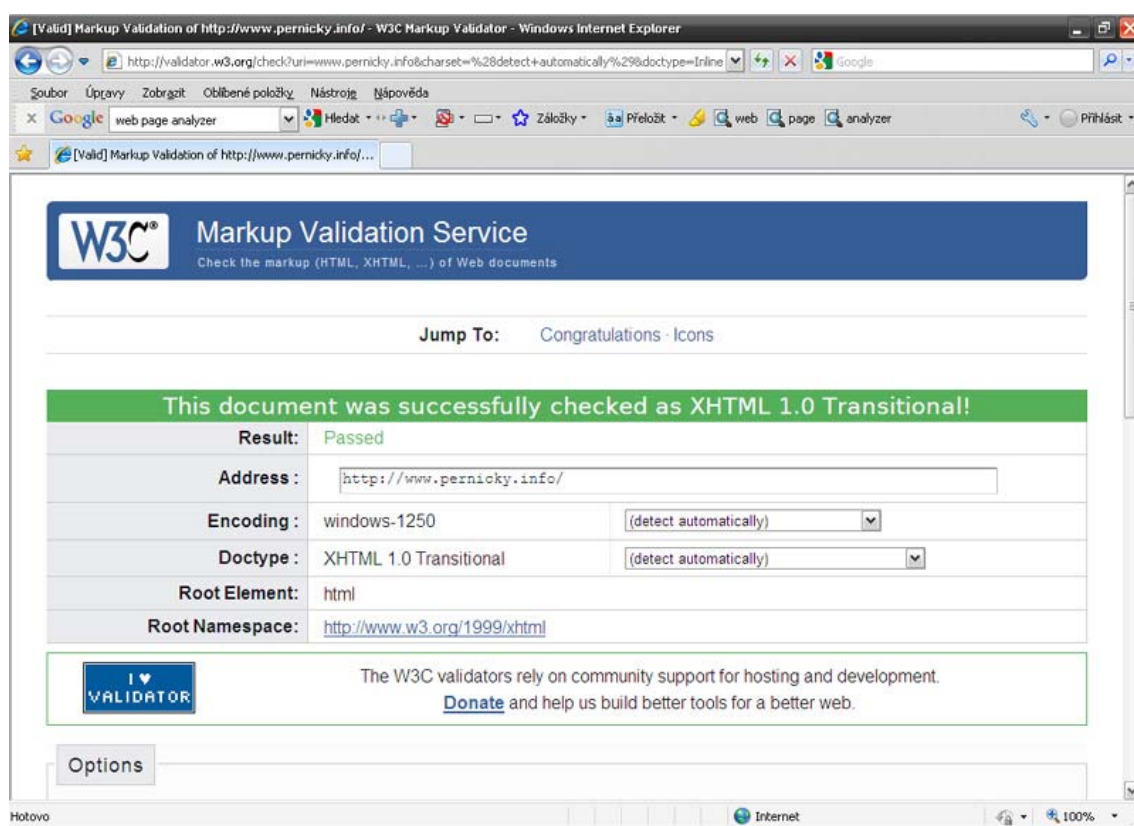 [Valid] Markup Validation of http://www.pernicky.info/ - W3C Markup Validator - Windows Internet Explorer
http://validator.w3.org/check?uri=www.pernicky.info&charset=%28detect+automatically%29&doctype=Inline Google
Soubor Úpravy Zobrazit Oblíbené položky Nástroje Nápověda
x Google web page analyzer Hledat Záložky Přeložit web page analyzer Přihlásit
[Valid] Markup Validation of http://www.pernicky.info/...
W3C® Markup Validation Service
Check the markup (HTML, XHTML, ...) of Web documents
Jump To: Congratulations · Icons
This document was successfully checked as XHTML 1.0 Transitional!
Result: Passed
Address : http://www.pernicky.info/
Encoding : windows-1250 (detect automatically)
Doctype : XHTML 1.0 Transitional (detect automatically)
Root Element: html
Root Namespace: http://www.w3.org/1999/xhtml
I ♥ VALIDATOR
The W3C validators rely on community support for hosting and development.
Donate and help us build better tools for a better web.
Options
Hotovo Internet 100%